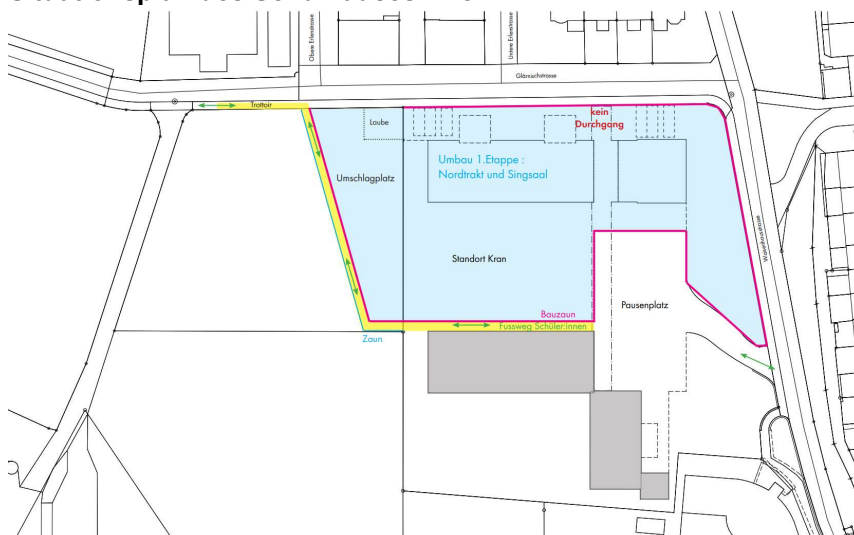 Obere Erlenstrasse
Untere Erlenstrasse
Glärnischstrasse
Trottoir
Laube
kein
Durchgang
Umbau 1.Etappe :
Nordtrakt und Singsaal
Umschlagplatz
Standort Kran
Pausenplatz
Bauzaun
Fussweg Schüler:innen
Zaun